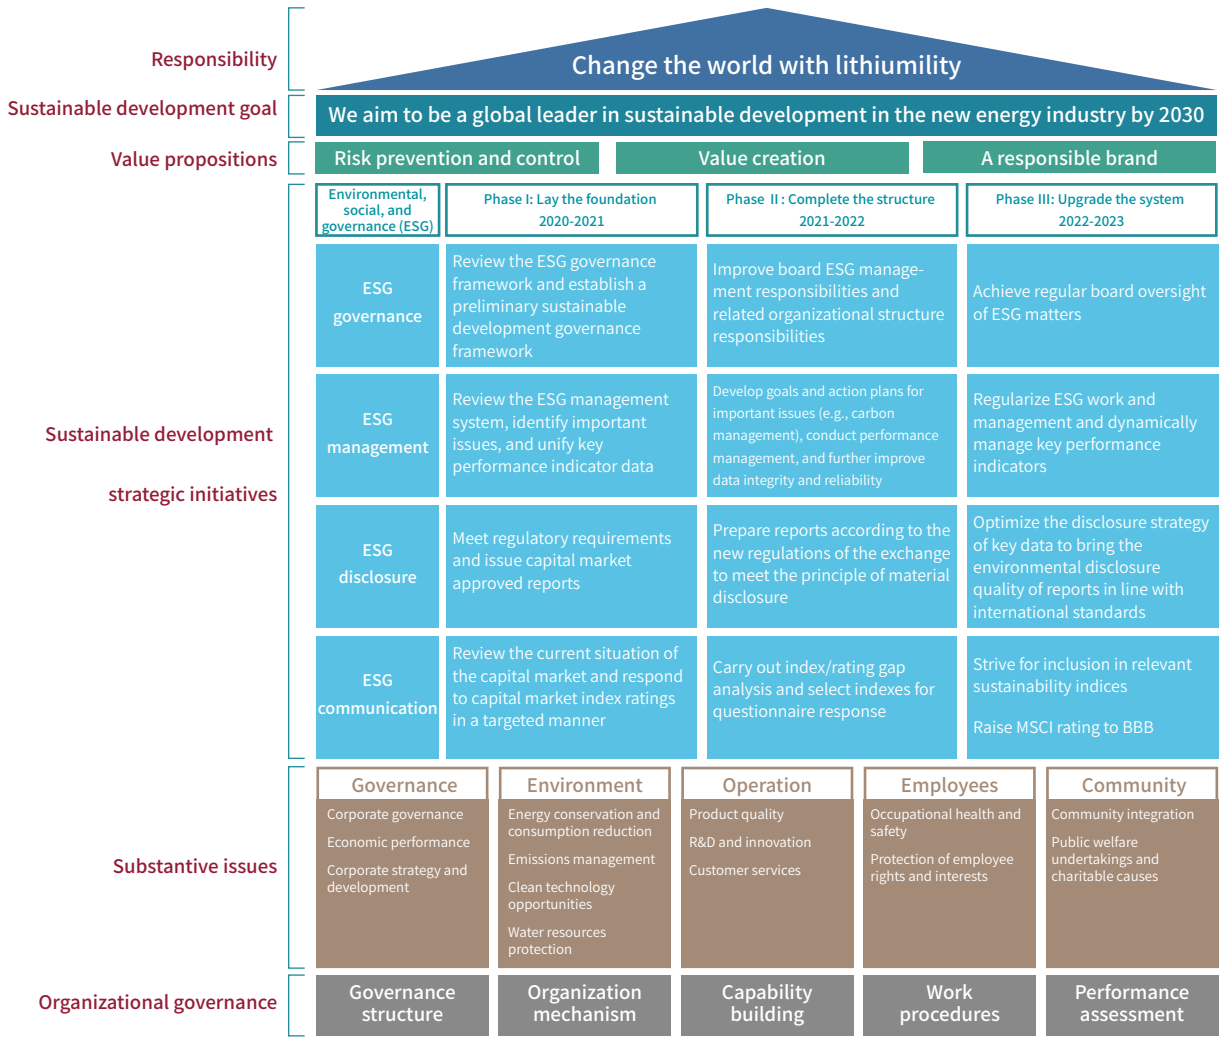 Responsibility
Change the world with lithiumility
Sustainable development goal
We aim to be a global leader in sustainable development in the new energy industry by 2030
Value propositions
Risk prevention and control
Value creation
A responsible brand
Sustainable development
strategic initiatives
Environmental,
social, and
governance (ESG)
Phase I: Lay the foundation
2020-2021
Phase II: Complete the structure
2021-2022
Phase III: Upgrade the system
2022-2023
ESG
governance
Review the ESG governance
framework and establish a
preliminary sustainable
development governance
framework
Improve board ESG manage-
ment responsibilities and
related organizational structure
responsibilities
Achieve regular board oversight
of ESG matters
ESG
management
Review the ESG management
system, identify important
issues, and unify key
performance indicator data
Develop goals and action plans for
important issues (e.g., carbon
management), conduct performance
management, and further improve
data integrity and reliability
Regularize ESG work and
management and dynamically
manage key performance
indicators
ESG
disclosure
Meet regulatory requirements
and issue capital market
approved reports
Prepare reports according to the
new regulations of the exchange
to meet the principle of material
disclosure
Optimize the disclosure strategy
of key data to bring the
environmental disclosure
quality of reports in line with
international standards
ESG
communication
Review the current situation of
the capital market and respond
to capital market index ratings
in a targeted manner
Carry out index/rating gap
analysis and select indexes for
questionnaire response
Strive for inclusion in relevant
sustainability indices
Raise MSCI rating to BBB
Substantive issues
Governance
Corporate governance
Economic performance
Corporate strategy and
development
Environment
Energy conservation and
consumption reduction
Emissions management
Clean technology
opportunities
Water resources
protection
Operation
Product quality
R&D and innovation
Customer services
Employees
Occupational health and
safety
Protection of employee
rights and interests
Community
Community integration
Public welfare
undertakings and
charitable causes
Organizational governance
Governance
structure
Organization
mechanism
Capability
building
Work
procedures
Performance
assessment